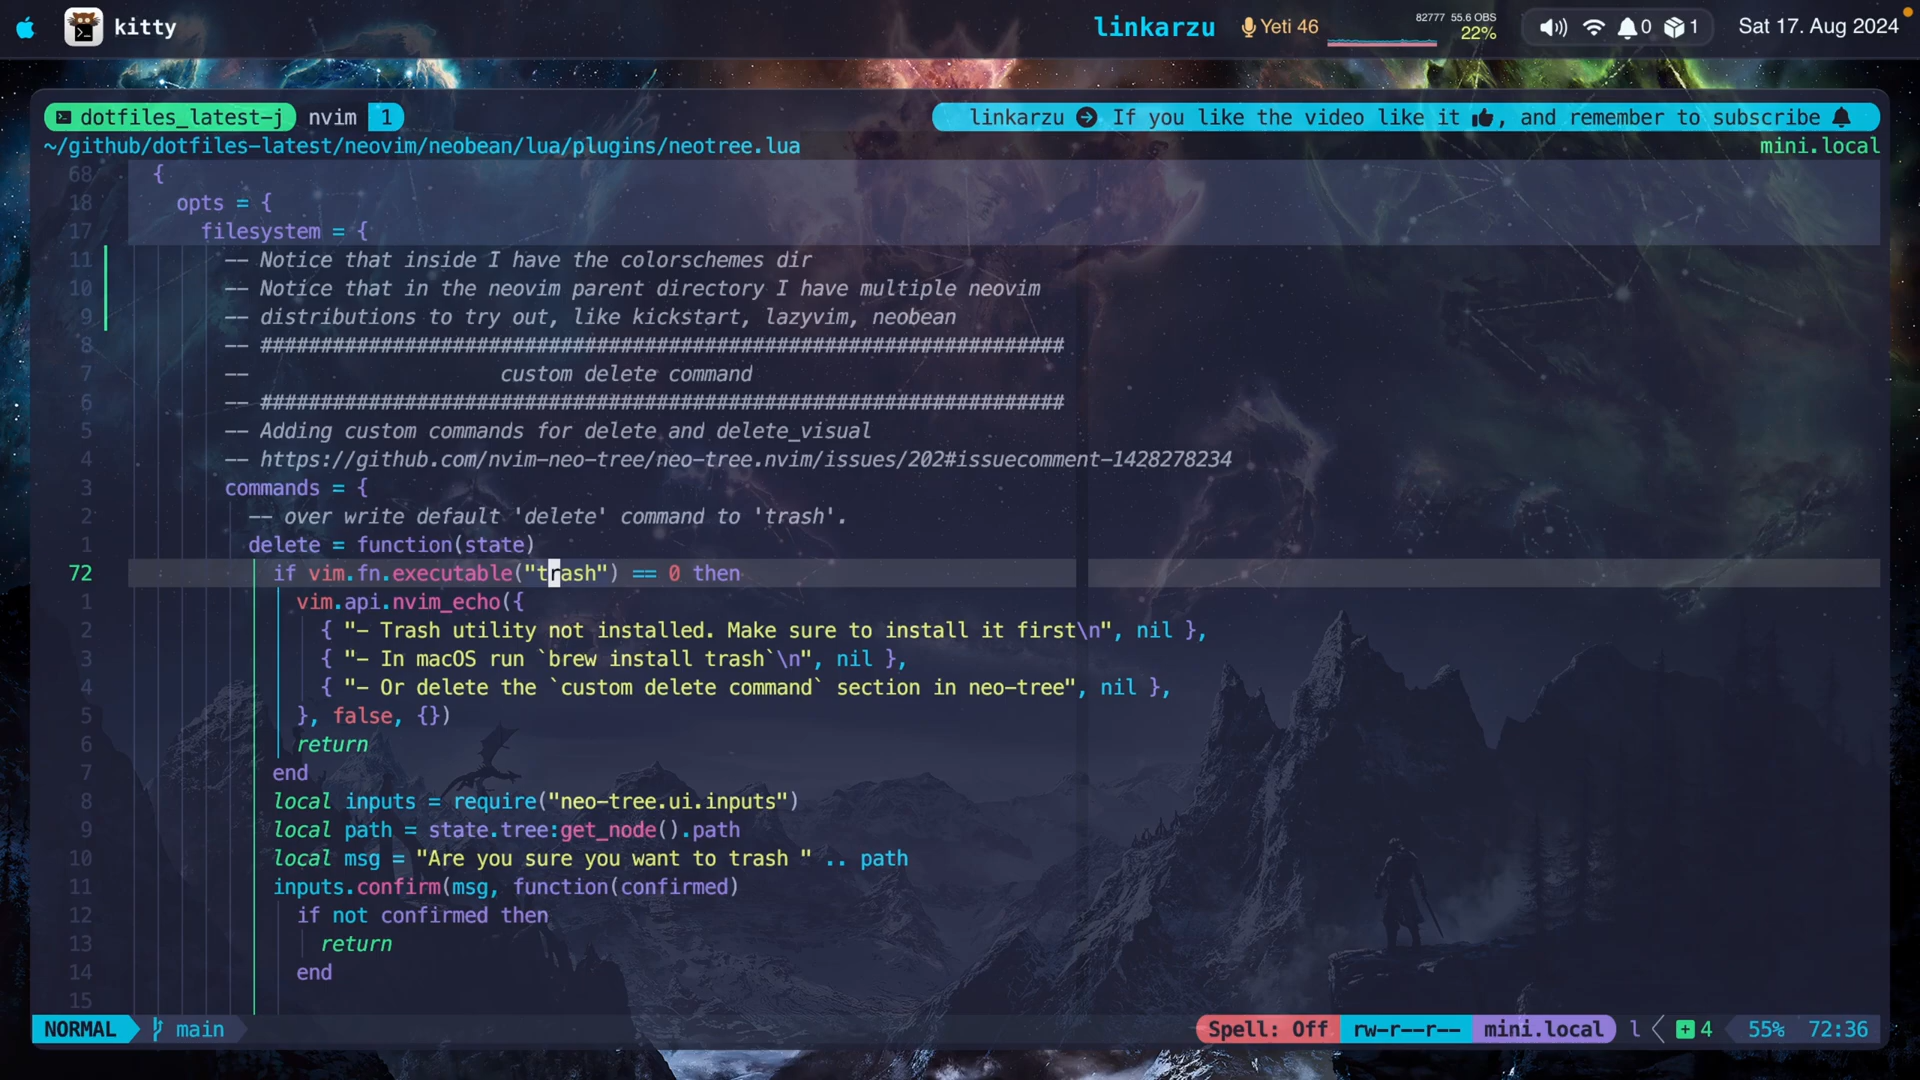 kitty
linkarzu
Yeti 46
82777 55.6 OBS
22%
0
1
Sat 17. Aug 2024
dotfiles_latest-j nvim 1
linkarzu If you like the video like it , and remember to subscribe
~/github/dotfiles-latest/neovim/neobean/lua/plugins/neotree.lua
mini.local
68 {
18 opts = {
17 filesystem = {
11 -- Notice that inside I have the colorschemes dir
10 -- Notice that in the neovim parent directory I have multiple neovim
9 -- distributions to try out, like kickstart, lazyvim, neobean
8 -- ###################################################################
7 -- custom delete command
6 -- ###################################################################
5 -- Adding custom commands for delete and delete_visual
4 -- https://github.com/nvim-neo-tree/neo-tree.nvim/issues/202#issuecomment-1428278234
3 commands = {
2 -- over write default 'delete' command to 'trash'.
1 delete = function(state)
72 if vim.fn.executable("trash") == 0 then
1 vim.api.nvim_echo({
2 { "- Trash utility not installed. Make sure to install it first\n", nil },
3 { "- In macOS run `brew install trash`\n", nil },
4 { "- Or delete the `custom delete command` section in neo-tree", nil },
5 }, false, {})
6 return
7 end
8 local inputs = require("neo-tree.ui.inputs")
9 local path = state.tree:get_node().path
10 local msg = "Are you sure you want to trash " .. path
11 inputs.confirm(msg, function(confirmed)
12 if not confirmed then
13 return
14 end
15
NORMAL main
Spell: Off rw-r--r-- mini.local l +4 55% 72:36